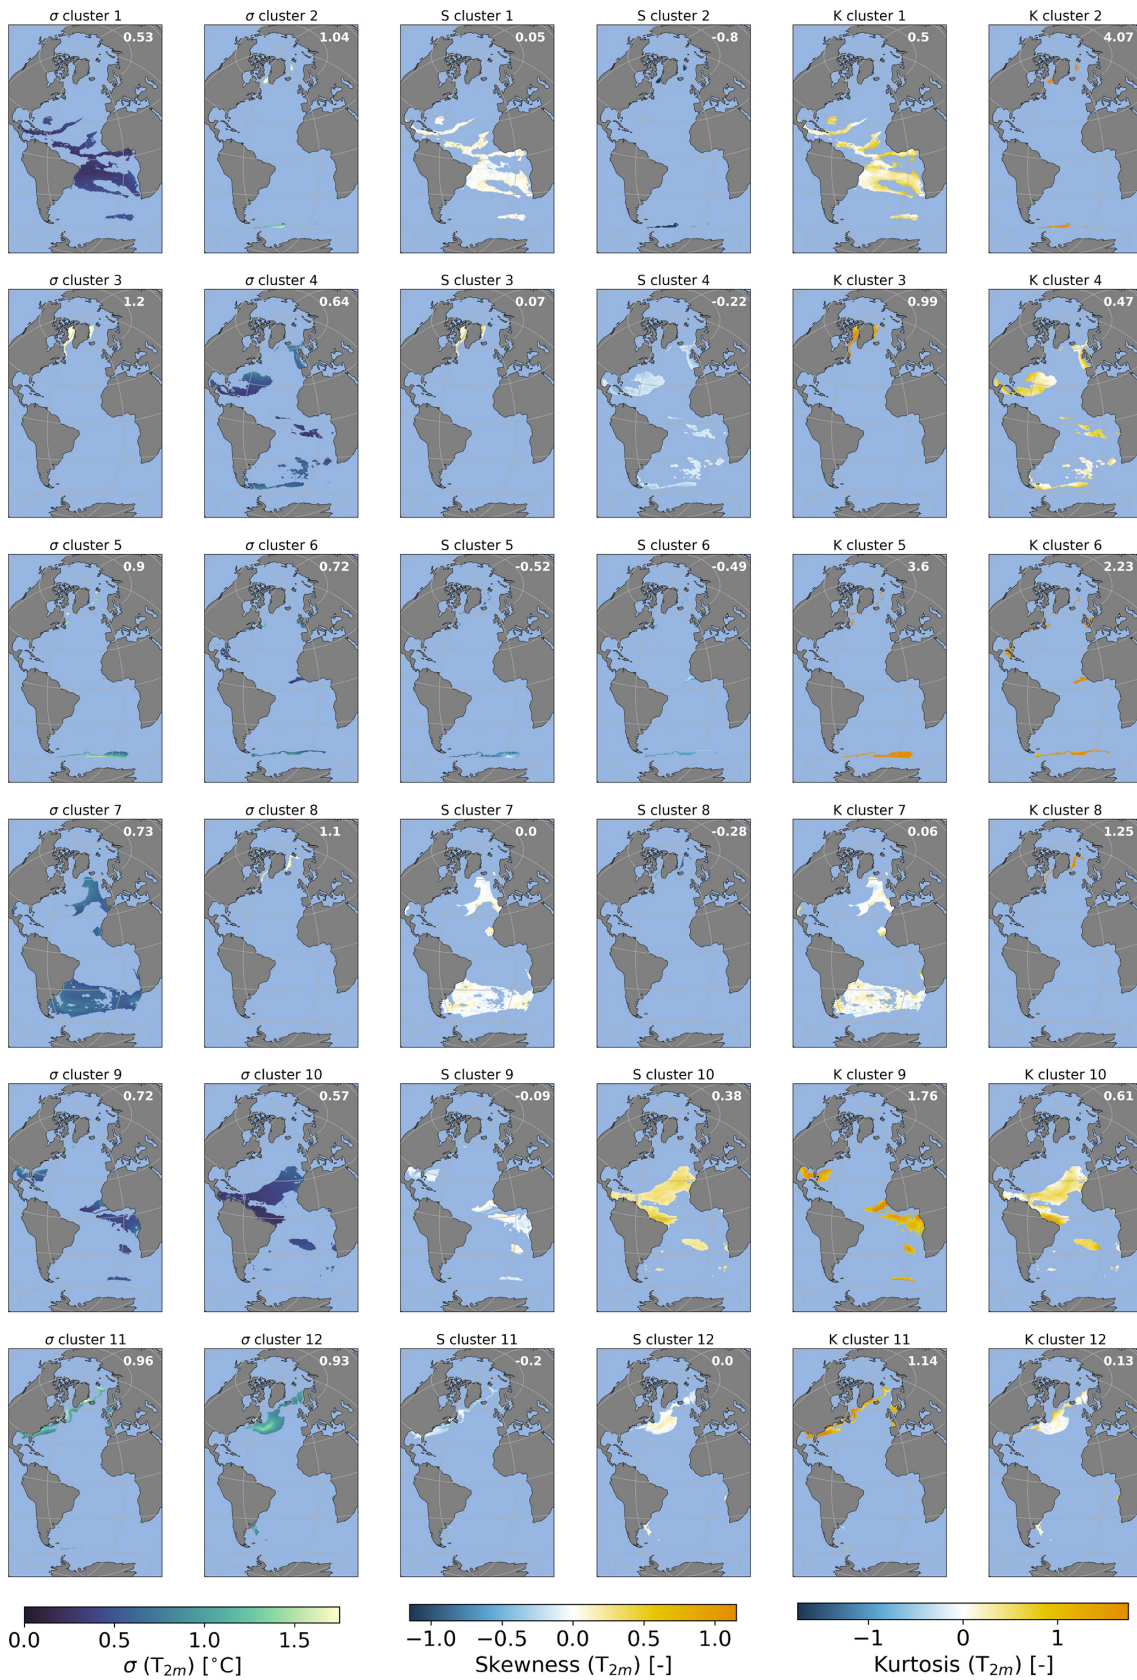 σ cluster 1 σ cluster 2 S cluster 1 S cluster 2 K cluster 1 K cluster 2
0.53 1.04 0.05 -0.8 0.5 4.07
σ cluster 3 σ cluster 4 S cluster 3 S cluster 4 K cluster 3 K cluster 4
1.2 0.64 0.07 -0.22 0.99 0.47
σ cluster 5 σ cluster 6 S cluster 5 S cluster 6 K cluster 5 K cluster 6
0.9 0.72 -0.52 -0.49 3.6 2.23
σ cluster 7 σ cluster 8 S cluster 7 S cluster 8 K cluster 7 K cluster 8
0.73 1.1 0.0 -0.28 0.06 1.25
σ cluster 9 σ cluster 10 S cluster 9 S cluster 10 K cluster 9 K cluster 10
0.72 0.57 -0.09 0.38 1.76 0.61
σ cluster 11 σ cluster 12 S cluster 11 S cluster 12 K cluster 11 K cluster 12
0.96 0.93 -0.2 0.0 1.14 0.13
0.0 0.5 1.0 1.5 −1.0 −0.5 0.0 0.5 1.0 −1 0 1
σ (T2m) [°C] Skewness (T2m) [-] Kurtosis (T2m) [-]